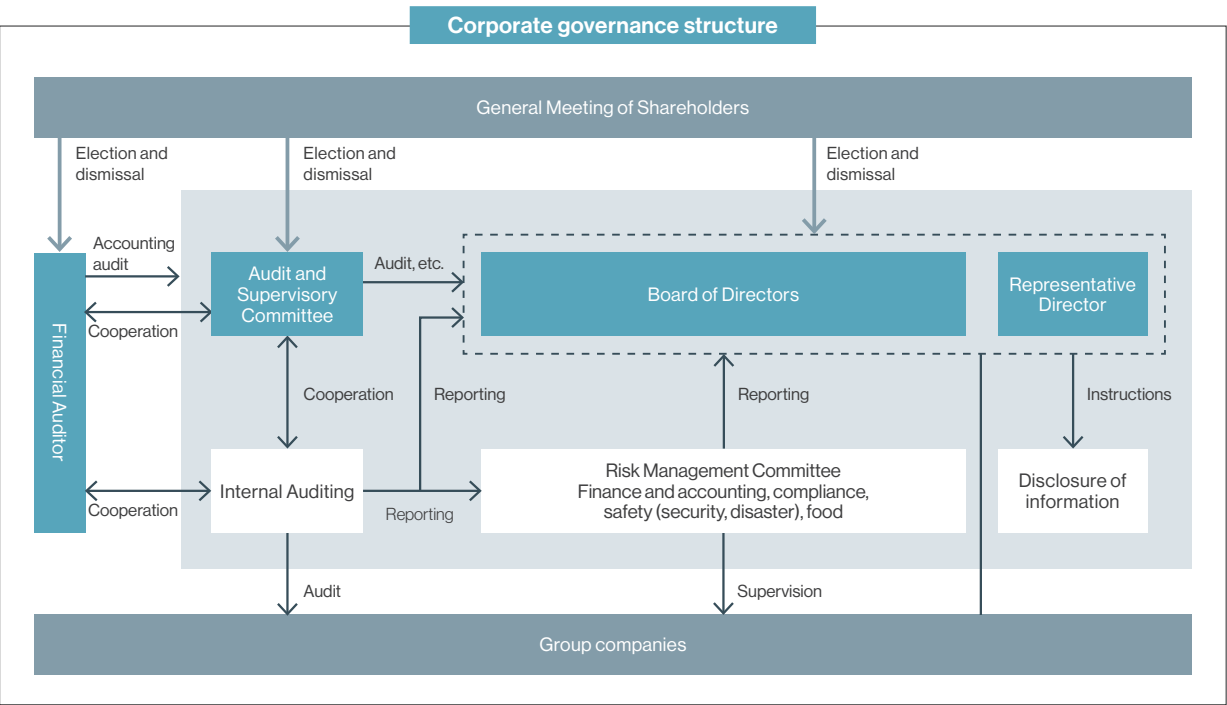 Corporate governance structure
General Meeting of Shareholders
Election and
dismissal
Election and
dismissal
Election and
dismissal
Accounting
audit
Audit and
Supervisory
Committee
Audit, etc.
Board of Directors
Representative
Director
Cooperation
Financial Auditor
Cooperation
Reporting
Reporting
Instructions
Internal Auditing
Risk Management Committee
Finance and accounting, compliance,
safety (security, disaster), food
Disclosure of
information
Cooperation
Reporting
Audit
Supervision
Group companies